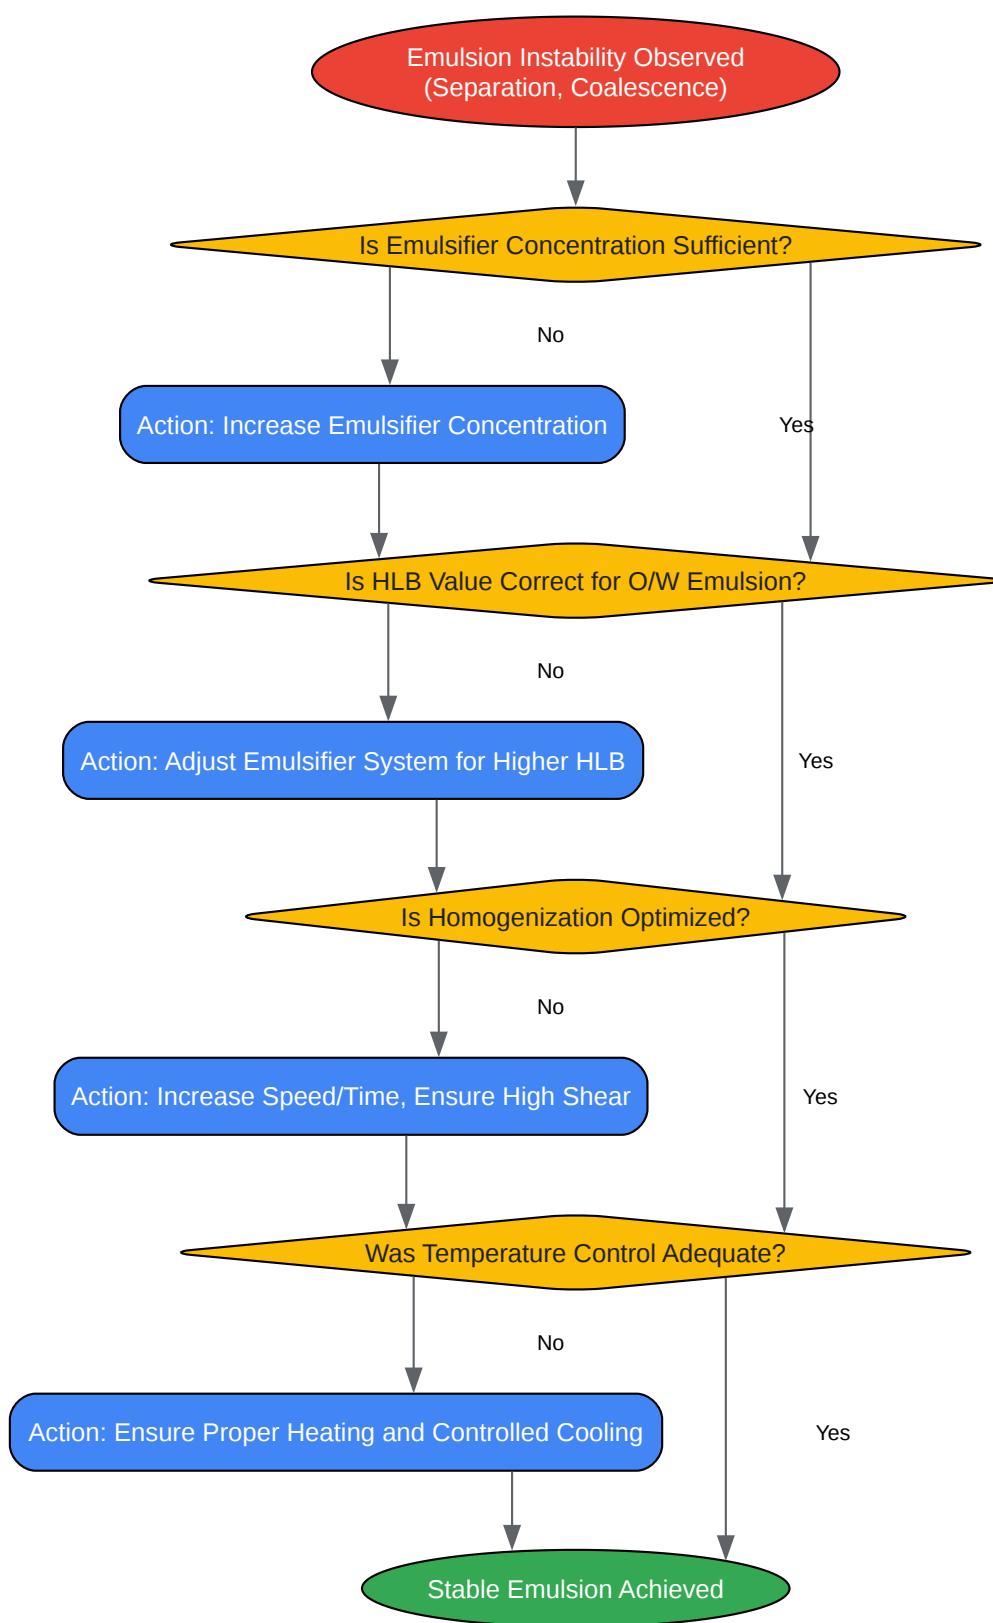 Emulsion Instability Observed
(Separation, Coalescence)
Is Emulsifier Concentration Sufficient?
No
Action: Increase Emulsifier Concentration
Yes
Is HLB Value Correct for O/W Emulsion?
No
Action: Adjust Emulsifier System for Higher HLB
Yes
Is Homogenization Optimized?
No
Action: Increase Speed/Time, Ensure High Shear
Yes
Was Temperature Control Adequate?
No
Action: Ensure Proper Heating and Controlled Cooling
Yes
Stable Emulsion Achieved